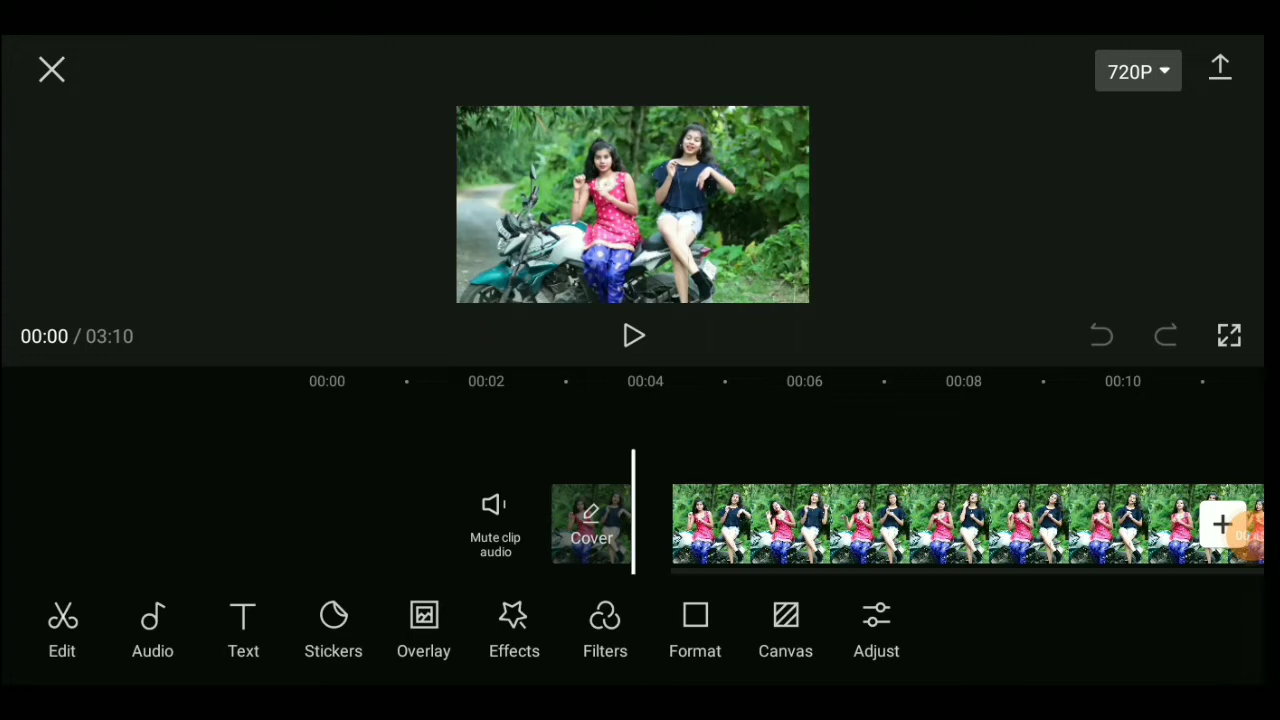 720P
00:00 / 03:10
00:00 00:02 00:04 00:06 00:08 00:10
Mute clip
audio
Cover
00
Edit Audio Text Stickers Overlay Effects Filters Format Canvas Adjust